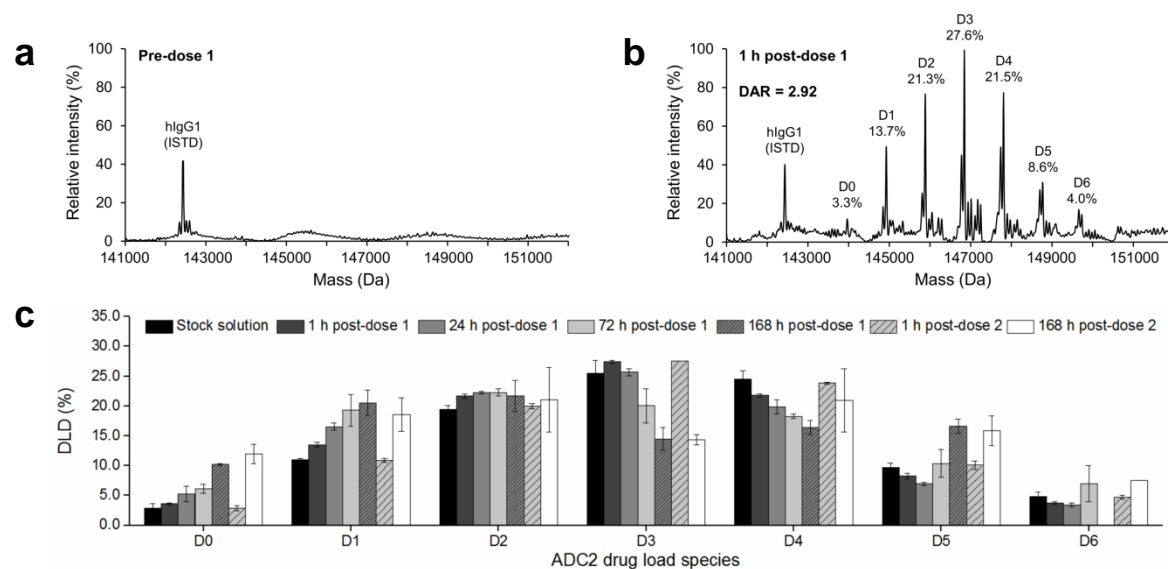 a
Pre-dose 1
Relative intensity (%)
100
80
60
40
20
0
hIgG1
(ISTD)
141000 143000 145000 147000 149000 151000
Mass (Da)
b
1 h post-dose 1
DAR = 2.92
Relative intensity (%)
100
80
60
40
20
0
hIgG1
(ISTD)
D0
3.3%
D1
13.7%
D2
21.3%
D3
27.6%
D4
21.5%
D5
8.6%
D6
4.0%
141000 143000 145000 147000 149000 151000
Mass (Da)
c
Stock solution 1 h post-dose 1 24 h post-dose 1 72 h post-dose 1 168 h post-dose 1 1 h post-dose 2 168 h post-dose 2
DLD (%)
35.0
30.0
25.0
20.0
15.0
10.0
5.0
0.0
D0 D1 D2 D3 D4 D5 D6
ADC2 drug load species